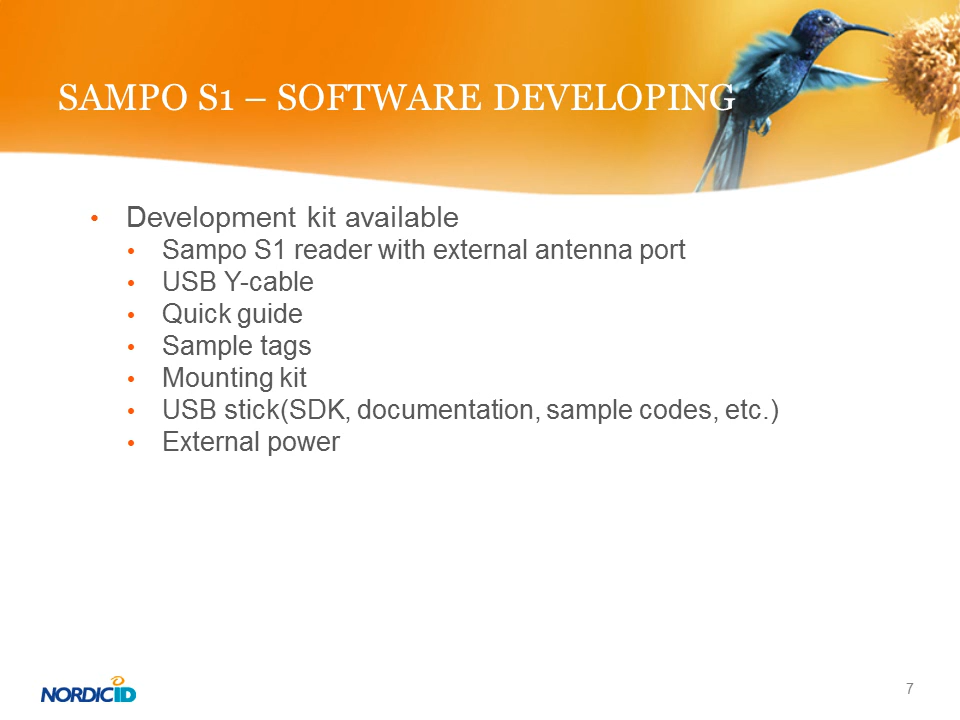 SAMPO S1 – SOFTWARE DEVELOPING
• Development kit available
• Sampo S1 reader with external antenna port
• USB Y-cable
• Quick guide
• Sample tags
• Mounting kit
• USB stick(SDK, documentation, sample codes, etc.)
• External power
NORDICID
7